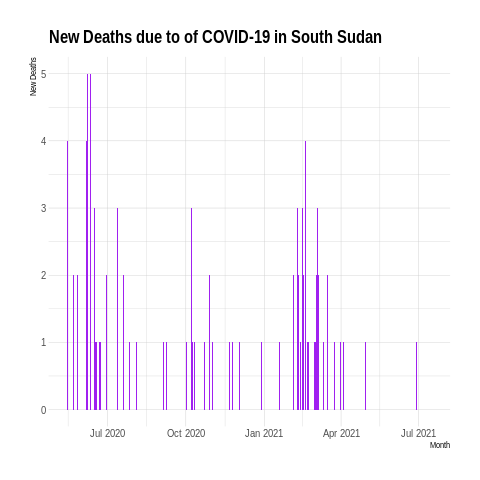 New Deaths due to of COVID-19 in South Sudan
New Deaths
5
4
3
2
1
0
Jul 2020 Oct 2020 Jan 2021 Apr 2021 Jul 2021
Month